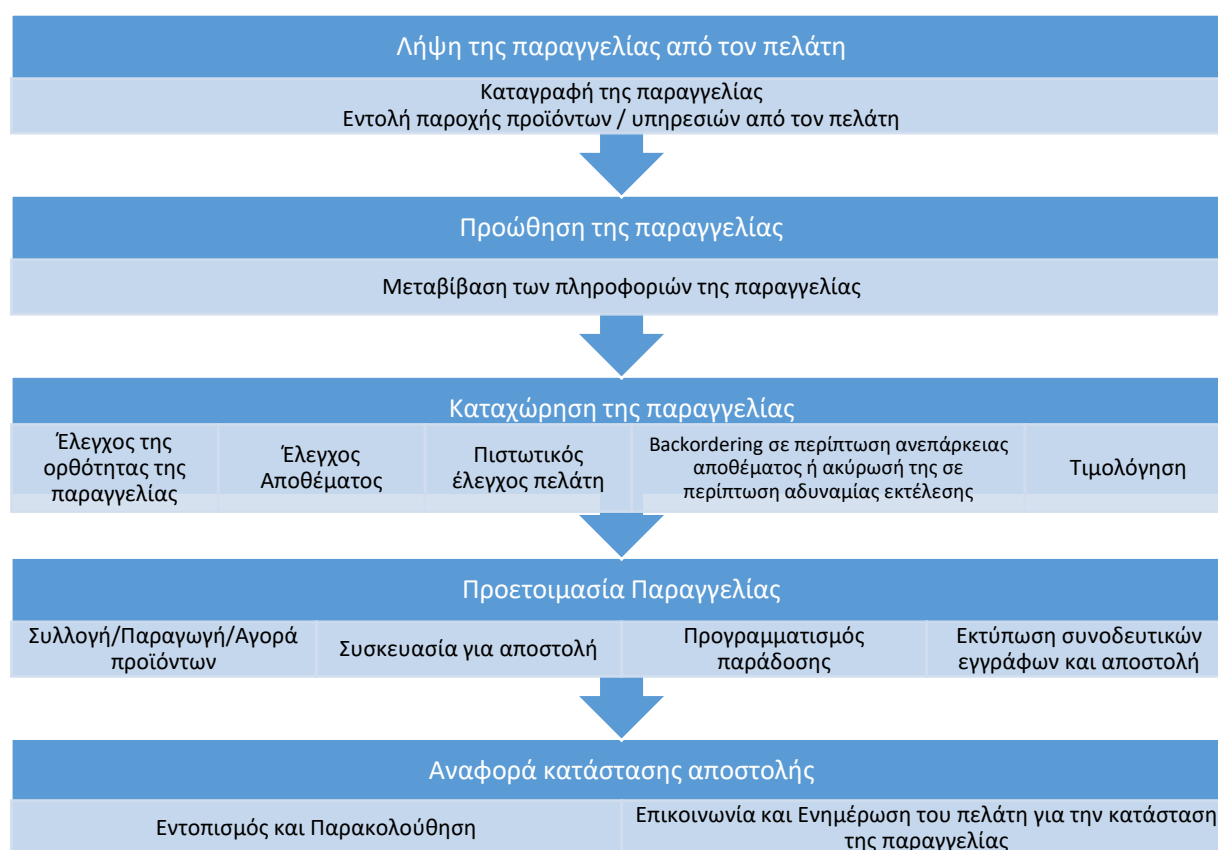 Λήψη της παραγγελίας από τον πελάτη
Καταγραφή της παραγγελίας
Εντολή παροχής προϊόντων / υπηρεσιών από τον πελάτη
Προώθηση της παραγγελίας
Μεταβίβαση των πληροφοριών της παραγγελίας
Καταχώρηση της παραγγελίας
Έλεγχος της
ορθότητας της
παραγγελίας
Έλεγχος
Αποθέματος
Πιστωτικός
έλεγχος πελάτη
Backordering σε περίπτωση ανεπάρκειας
αποθέματος ή ακύρωσή της σε
περίπτωση αδυναμίας εκτέλεσης
Τιμολόγηση
Προετοιμασία Παραγγελίας
Συλλογή/Παραγωγή/Αγορά
προϊόντων
Συσκευασία για αποστολή
Προγραμματισμός
παράδοσης
Εκτύπωση συνοδευτικών
εγγράφων και αποστολή
Αναφορά κατάστασης αποστολής
Εντοπισμός και Παρακολούθηση
Επικοινωνία και Ενημέρωση του πελάτη για την κατάσταση
της παραγγελίας